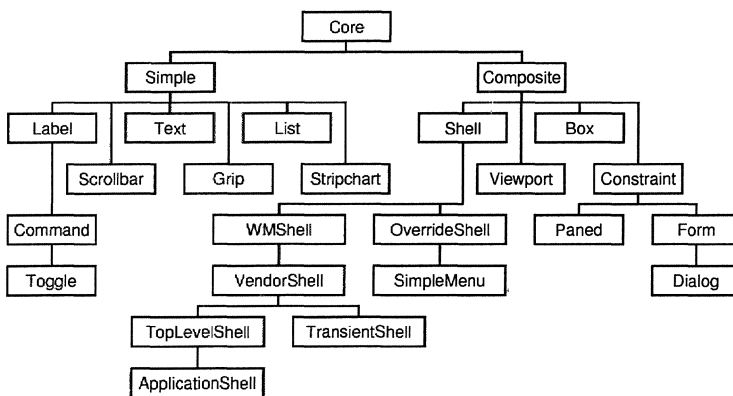 Core
Simple
Composite
Label
Text
List
Shell
Box
Scrollbar
Grip
Stripchart
Viewport
Constraint
Command
WMShell
OverrideShell
Paned
Form
Toggle
VendorShell
SimpleMenu
Dialog
TopLevelShell
TransientShell
ApplicationShell